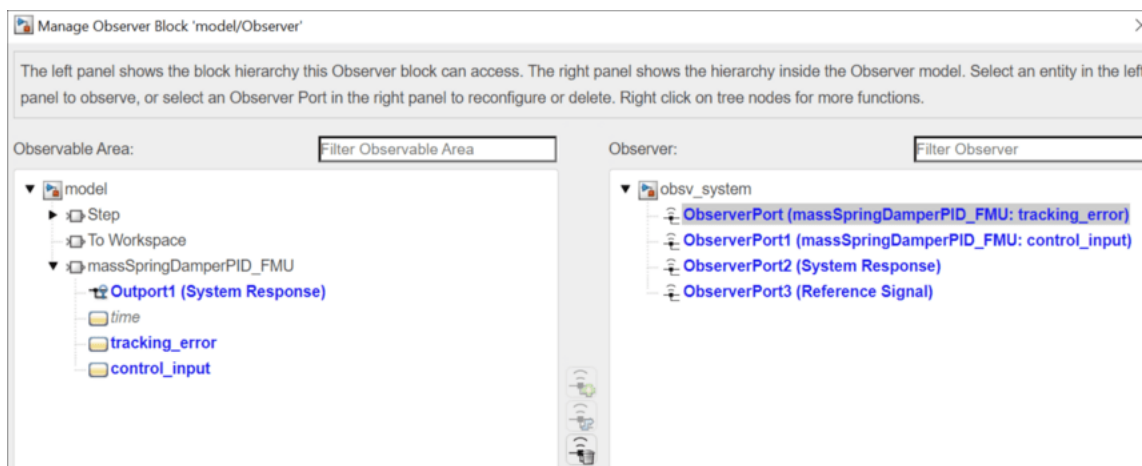 Manage Observer Block 'model/Observer'
The left panel shows the block hierarchy this Observer block can access. The right panel shows the hierarchy inside the Observer model. Select an entity in the left
panel to observe, or select an Observer Port in the right panel to reconfigure or delete. Right click on tree nodes for more functions.
Observable Area:
Filter Observable Area
model
Step
To Workspace
massSpringDamperPID_FMU
Outport1 (System Response)
time
tracking_error
control_input
Observer:
Filter Observer
obsv_system
ObserverPort (massSpringDamperPID_FMU: tracking_error)
ObserverPort1 (massSpringDamperPID_FMU: control_input)
ObserverPort2 (System Response)
ObserverPort3 (Reference Signal)